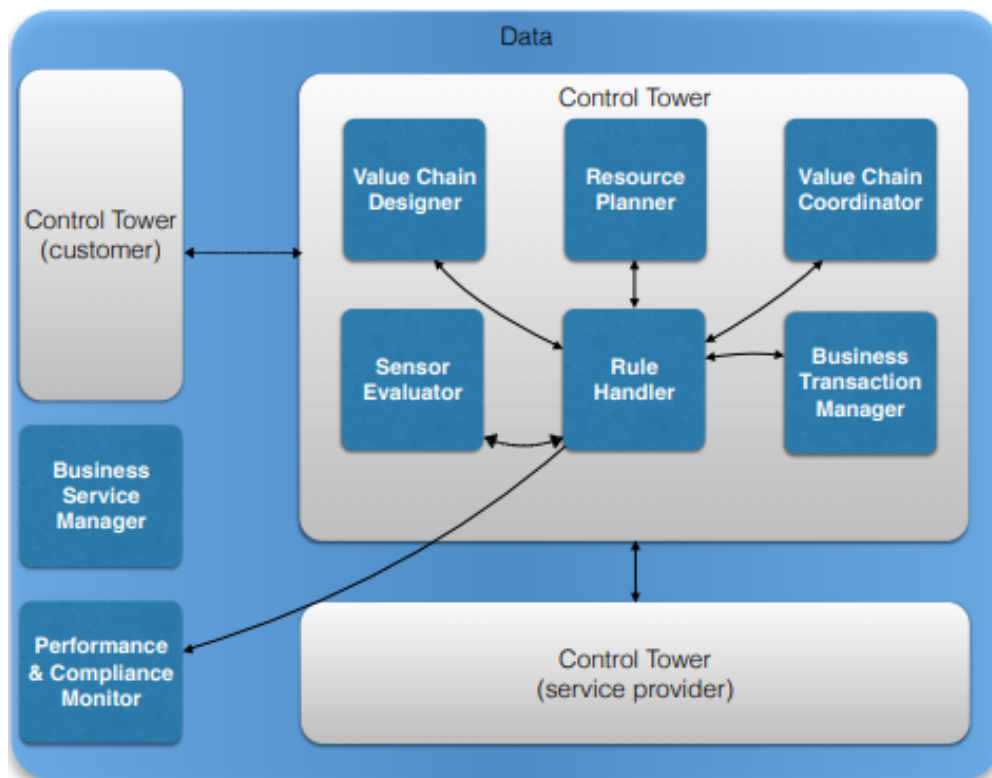 Data
Control Tower
Value Chain
Designer
Resource
Planner
Value Chain
Coordinator
Control Tower
(customer)
Sensor
Evaluator
Rule
Handler
Business
Transaction
Manager
Business
Service
Manager
Performance
& Compliance
Monitor
Control Tower
(service provider)